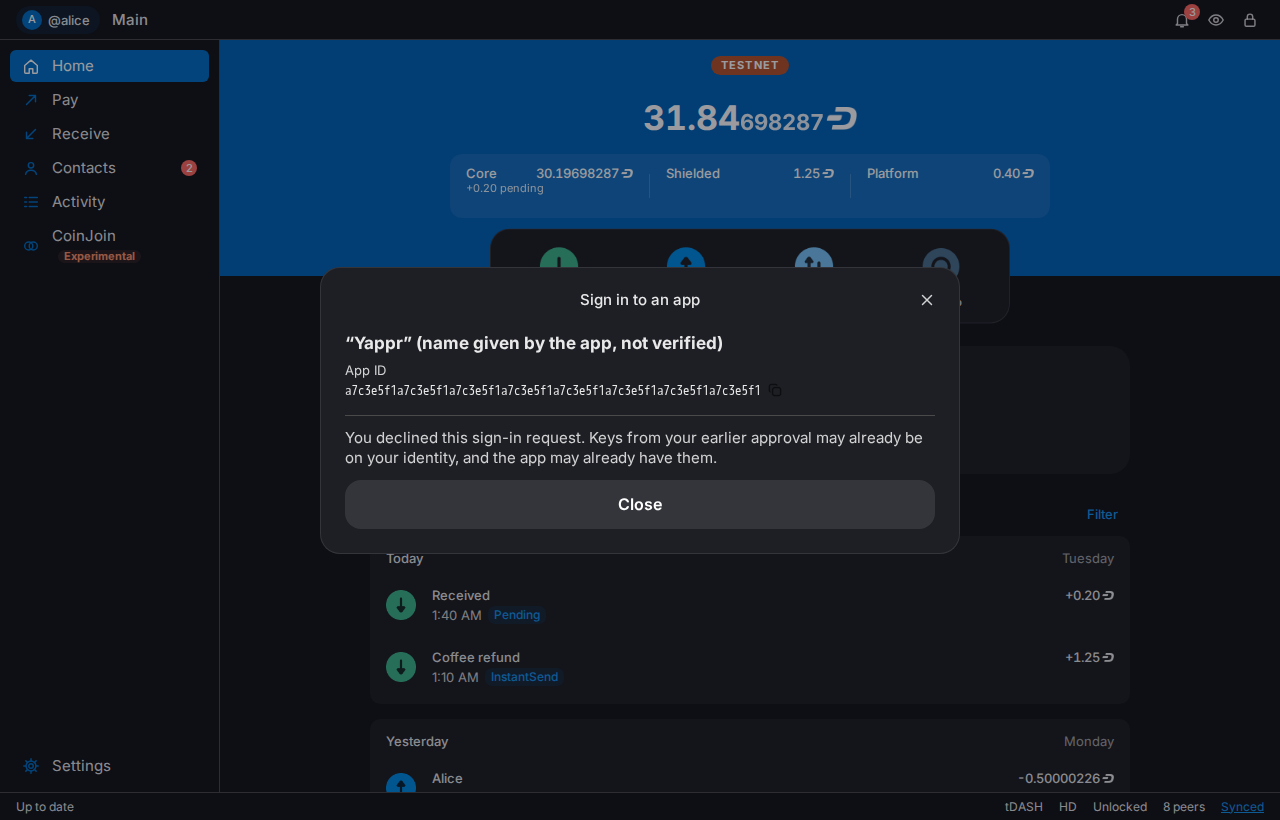 A @alice Main
3
Home
Pay
Receive
Contacts 2
Activity
CoinJoin
Experimental
Settings
TESTNET
31.84698287
Core 30.19698287
+0.20 pending
Shielded 1.25
Platform 0.40
Sign in to an app
“Yappr” (name given by the app, not verified)
App ID
a7c3e5f1a7c3e5f1a7c3e5f1a7c3e5f1a7c3e5f1a7c3e5f1a7c3e5f1a7c3e5f1
You declined this sign-in request. Keys from your earlier approval may already be
on your identity, and the app may already have them.
Close
Filter
Today Tuesday
Received +0.20
1:40 AM Pending
Coffee refund +1.25
1:10 AM InstantSend
Yesterday Monday
Alice -0.50000226
Up to date tDASH HD Unlocked 8 peers Synced